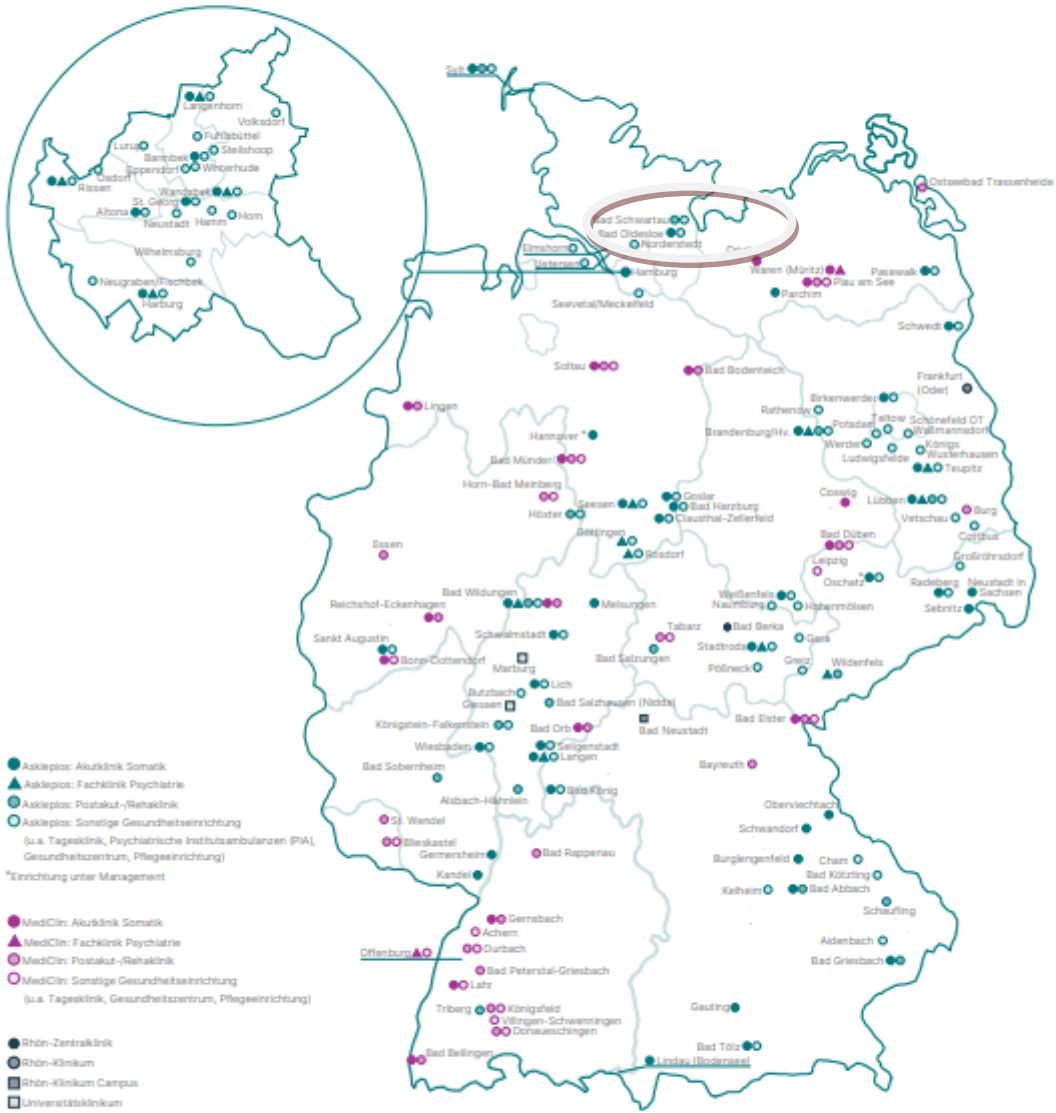 Langenhorn
Volksdorf
Fuhlsbüttel
Lurup
Steilshoop
Barmbek
Eppendorf
Winterhude
Osdorf
Rissen
Wandsbek
St. Georg
Altona
Neustadt
Hamm
Horn
Wilhelmsburg
Neugraben/Fischbek
Harburg
Sylt
Ostseebad Trassenheide
Bad Schwartau
Bad Oldesloe
Norderstedt
Elmshorn
Uetersen
Hamburg
Waren (Müritz)
Plau am See
Pasewalk
Parchim
Seevetal/Meckelfeld
Schwedt
Soltau
Bad Bodenteich
Frankfurt
(Oder)
Lingen
Birkenwerder
Rathenow
Hannover *
Brandenburg/Hv.
Potsdam
Teltow
Schönefeld OT
Waßmannsdorf
Werder
Ludwigsfelde
Königs
Wusterhausen
Teupitz
Bad Münder
Horn-Bad Meinberg
Höxter
Seesen
Goslar
Bad Harzburg
Clausthal-Zellerfeld
Coswig
Lübben
Burg
Vetschau
Cottbus
Göttingen
Rosdorf
Essen
Bad Düben
Leipzig
Großröhrsdorf
Oschatz *
Radeberg
Neustadt in
Sachsen
Sebnitz
Reichshof-Eckenhagen
Bad Wildungen
Melsungen
Weißenfels
Naumburg
Hohenmölsen
Sankt Augustin
Bonn-Dottendorf
Schwalmstadt
Tabarz
Bad Berka
Stadtroda
Gera
Marburg
Bad Salzungen
Pößneck
Greiz
Wildenfels
Butzbach
Lich
Giessen
Bad Salzhausen (Nidda)
Königstein-Falkenstein
Bad Orb
Bad Neustadt
Bad Elster
Wiesbaden
Seligenstadt
Langen
Bad Sobernheim
Alsbach-Hähnlein
Bad König
Bayreuth
Asklepios: Akutklinik Somatik
Asklepios: Fachklinik Psychiatrie
Asklepios: Postakut-/Rehaklinik
Asklepios: Sonstige Gesundheitseinrichtung
(u.a. Tagesklinik, Psychiatrische Institutsambulanzen (PIA),
Gesundheitszentrum, Pflegeeinrichtung)
*Einrichtung unter Management
St. Wendel
Blieskastel
Germersheim
Kandel
Bad Rappenau
Oberviechtach
Schwandorf
Burglengenfeld
Cham
Bad Kötzting
Kelheim
Bad Abbach
Schaufling
Aidenbach
Bad Griesbach
MediClin: Akutklinik Somatik
MediClin: Fachklinik Psychiatrie
MediClin: Postakut-/Rehaklinik
MediClin: Sonstige Gesundheitseinrichtung
(u.a. Tagesklinik, Gesundheitszentrum, Pflegeeinrichtung)
Gernsbach
Achern
Offenburg
Durbach
Bad Peterstal-Griesbach
Lahr
Triberg
Königsfeld
Villingen-Schwenningen
Donaueschingen
Bad Bellingen
Gauting
Bad Tölz
Lindau (Bodensee)
Rhön-Zentralklinik
Rhön-Klinikum
Rhön-Klinikum Campus
Universitätsklinikum